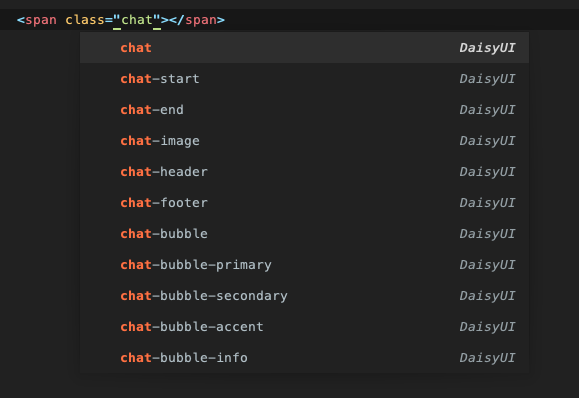 <span class="chat"></span>
chat DaisyUI
chat-start DaisyUI
chat-end DaisyUI
chat-image DaisyUI
chat-header DaisyUI
chat-footer DaisyUI
chat-bubble DaisyUI
chat-bubble-primary DaisyUI
chat-bubble-secondary DaisyUI
chat-bubble-accent DaisyUI
chat-bubble-info DaisyUI